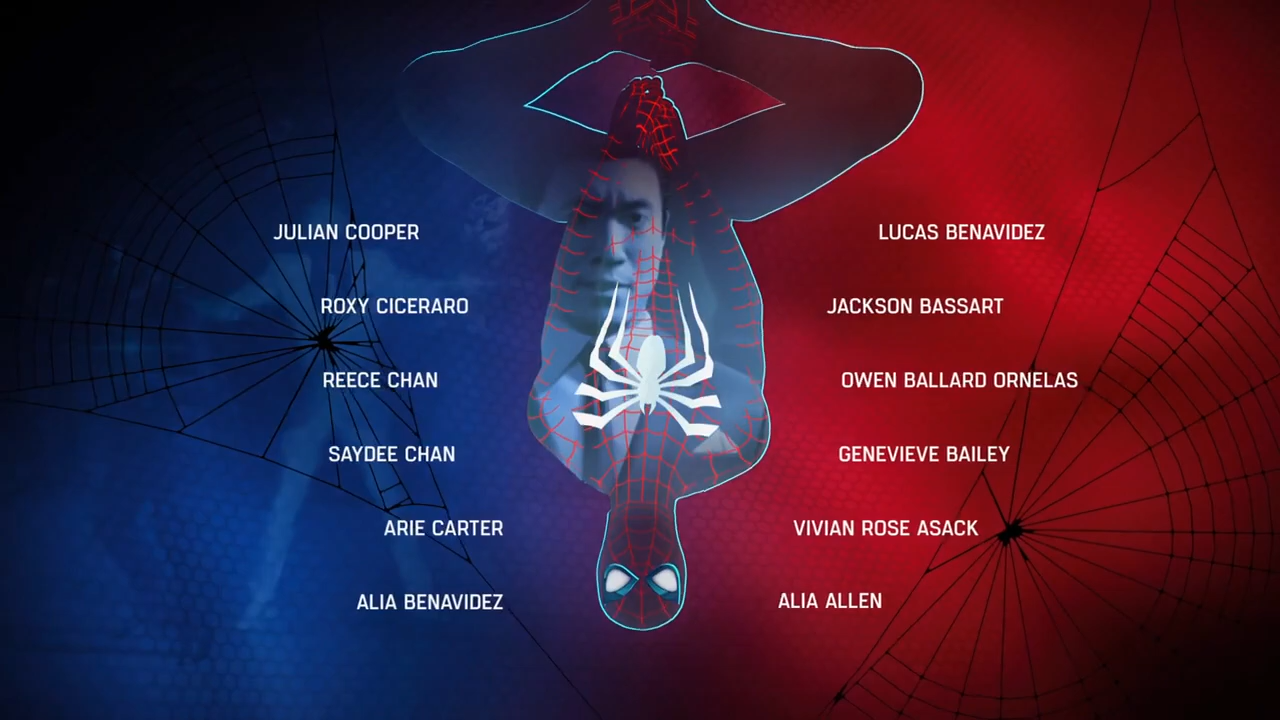 JULIAN COOPER
ROXY CICERARO
REECE CHAN
SAYDEE CHAN
ARIE CARTER
ALIA BENAVIDEZ
LUCAS BENAVIDEZ
JACKSON BASSART
OWEN BALLARD ORNELAS
GENEVIEVE BAILEY
VIVIAN ROSE ASACK
ALIA ALLEN